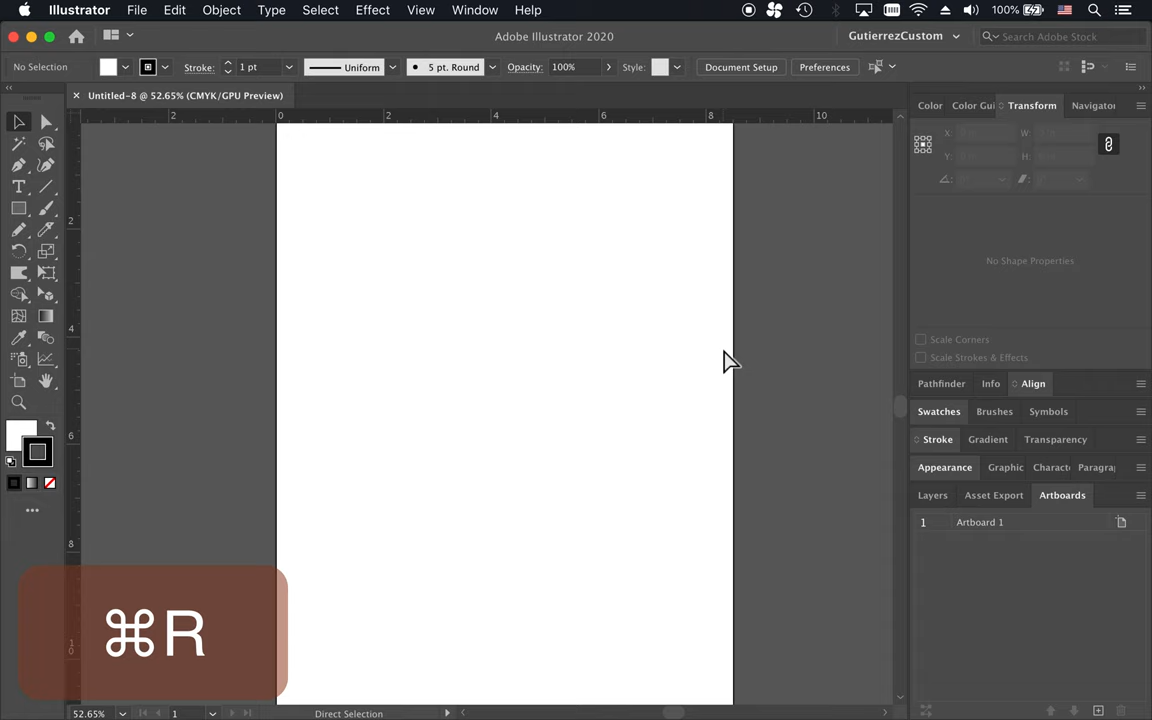 Illustrator File Edit Object Type Select Effect View Window Help 100%
Adobe Illustrator 2020 GutierrezCustom Search Adobe Stock
No Selection Stroke: 1 pt Uniform 5 pt. Round Opacity: 100% Style: Document Setup Preferences
× Untitled-8 @ 52.65% (CMYK/GPU Preview)
Color Color Gui Transform Navigator
2 0 2 4 6 8 10
X: W:
Y: H:
2
No Shape Properties
4
Scale Corners
Scale Strokes & Effects
Pathfinder Info Align
Swatches Brushes Symbols
6
Stroke Gradient Transparency
Appearance Graphic Characte Paragra
Layers Asset Export Artboards
1 Artboard 1
8
⌘R
10
52.65% 1 Direct Selection